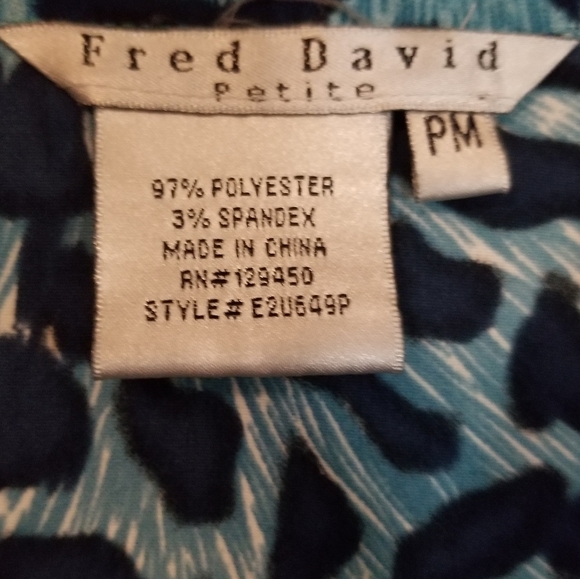 Fred David
Petite
PM
97% POLYESTER
3% SPANDEX
MADE IN CHINA
RN#129450
STYLE# E2U649P